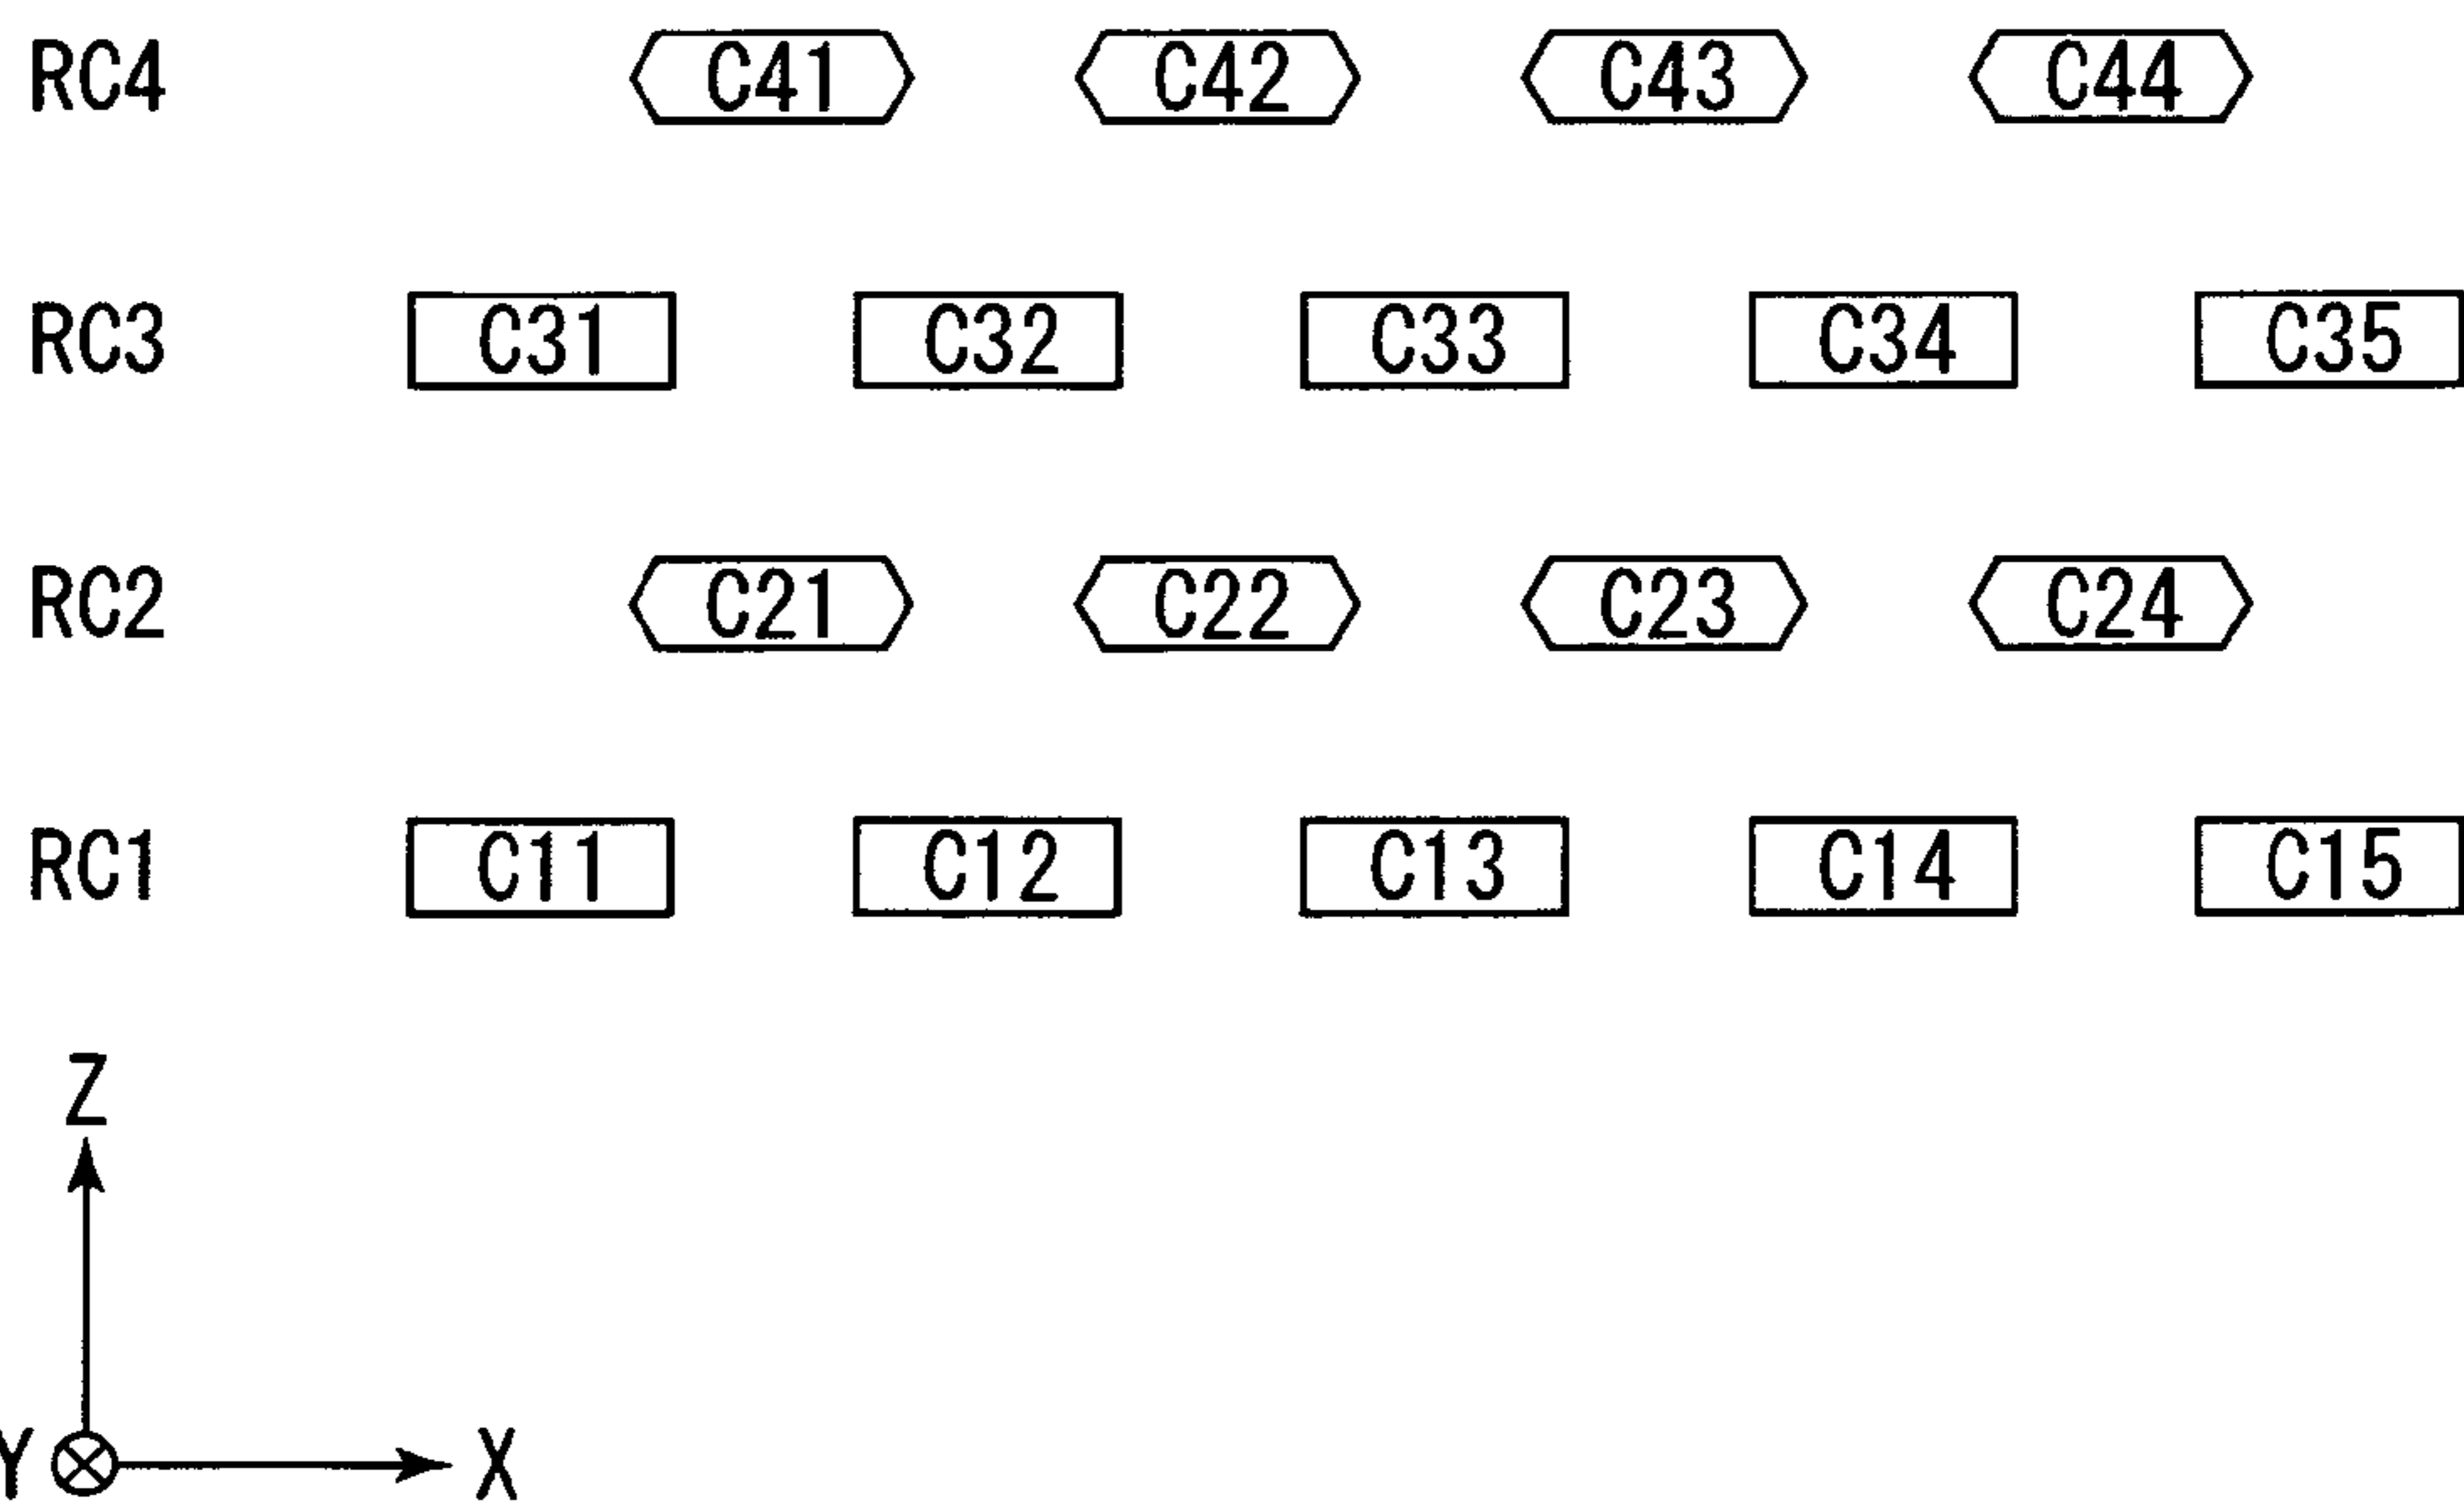 RC4 C41 C42 C43 C44
RC3 C31 C32 C33 C34 C35
RC2 C21 C22 C23 C24
RC1 C11 C12 C13 C14 C15
Z
Y X